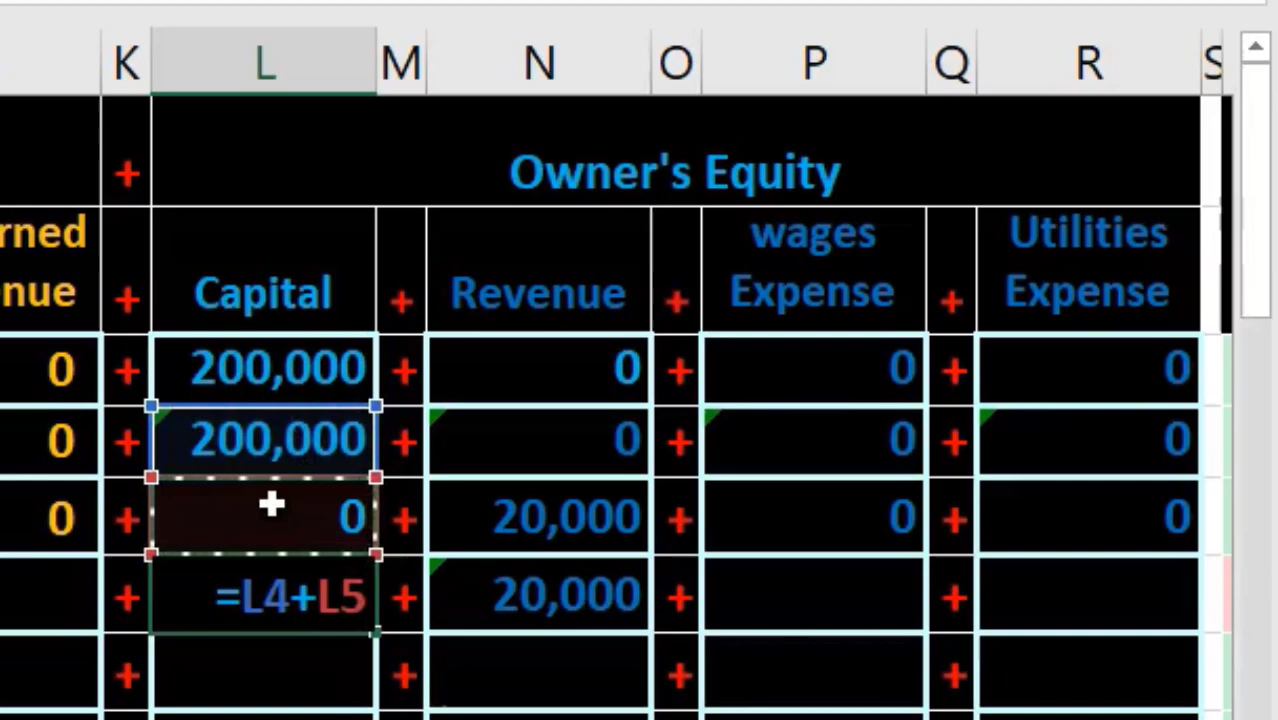 K L M N O P Q R S
+ Owner's Equity
rned wages Utilities
nue + Capital + Revenue + Expense + Expense
0 + 200,000 + 0 + 0 + 0
0 + 200,000 + 0 + 0 + 0
0 + 0 + 20,000 + 0 + 0
+ =L4+L5 + 20,000 + +
+ + + +